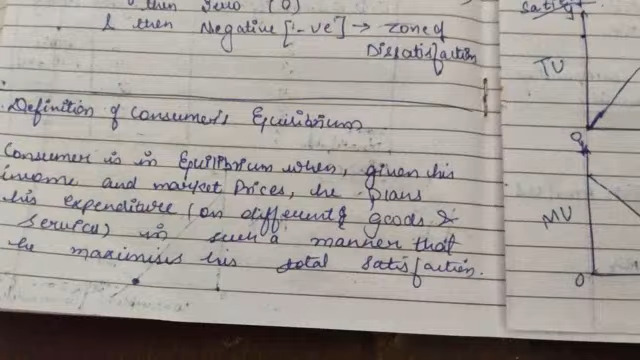 then zero (0)
& then Negative [-ve] → zone of
Dissatisfaction
Definition of Consumer's Equilibrium
Consumer is in Equilibrium when, given his
income and market Prices, he plans
his expenditure (on different goods &
Services) in such a manner that
he maximises his total satisfaction.
TU
O
MU
O